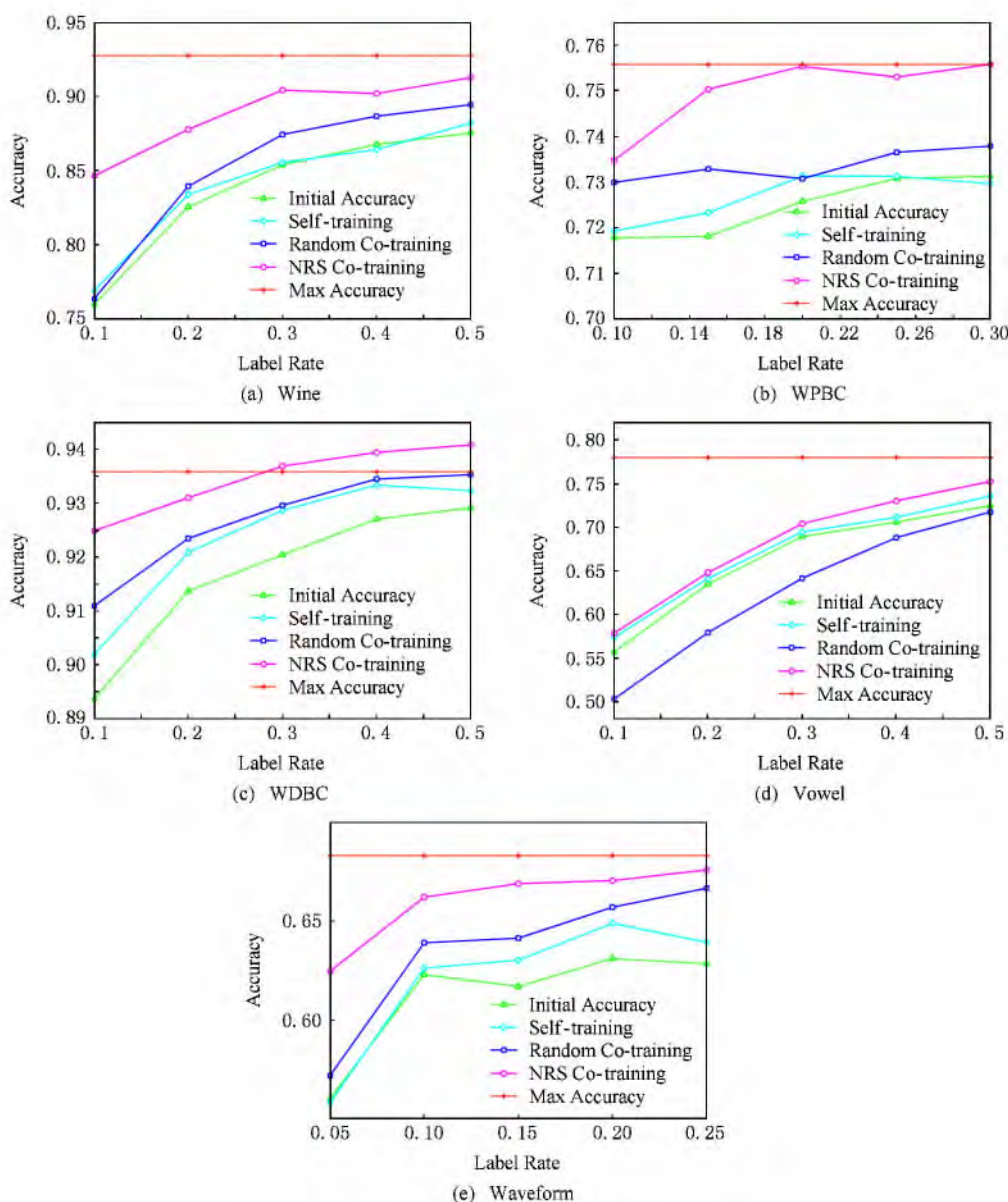 0.95
0.90
0.85
0.80
0.75
Accuracy
Initial Accuracy
Self-training
Random Co-training
NRS Co-training
Max Accuracy
0.1 0.2 0.3 0.4 0.5
Label Rate
(a) Wine
0.76
0.75
0.74
0.73
0.72
0.71
0.70
Accuracy
Initial Accuracy
Self-training
Random Co-training
NRS Co-training
Max Accuracy
0.10 0.14 0.18 0.22 0.26 0.30
Label Rate
(b) WPBC
0.94
0.93
0.92
0.91
0.90
0.89
Accuracy
Initial Accuracy
Self-training
Random Co-training
NRS Co-training
Max Accuracy
0.1 0.2 0.3 0.4 0.5
Label Rate
(c) WDBC
0.80
0.75
0.70
0.65
0.60
0.55
0.50
Accuracy
Initial Accuracy
Self-training
Random Co-training
NRS Co-training
Max Accuracy
0.1 0.2 0.3 0.4 0.5
Label Rate
(d) Vowel
0.65
0.60
Accuracy
Initial Accuracy
Self-training
Random Co-training
NRS Co-training
Max Accuracy
0.05 0.10 0.15 0.20 0.25
Label Rate
(e) Waveform